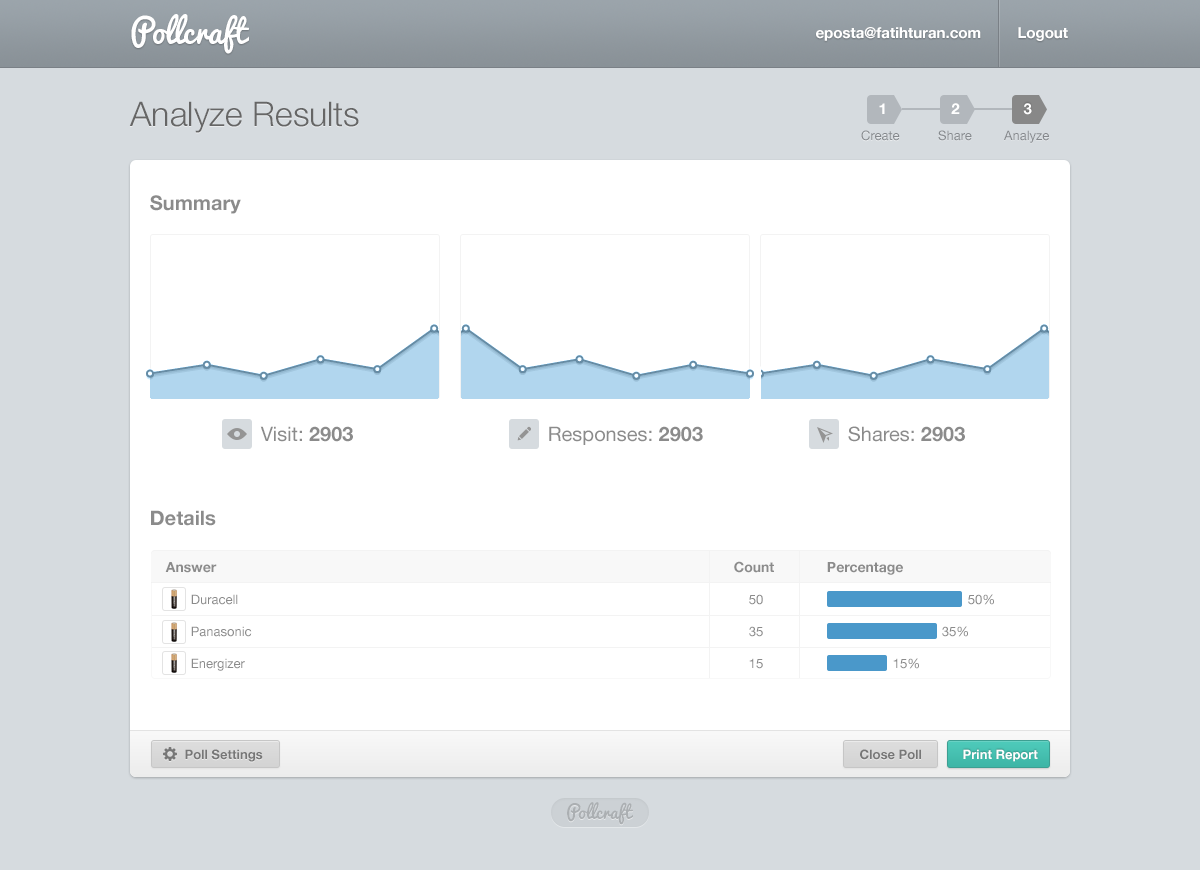 Pollcraft
eposta@fatihturan.com
Logout
Analyze Results
1 2 3
Create Share Analyze
Summary
Visit: 2903
Responses: 2903
Shares: 2903
Details
Answer Count Percentage
Duracell 50 50%
Panasonic 35 35%
Energizer 15 15%
Poll Settings
Close Poll
Print Report
Pollcraft